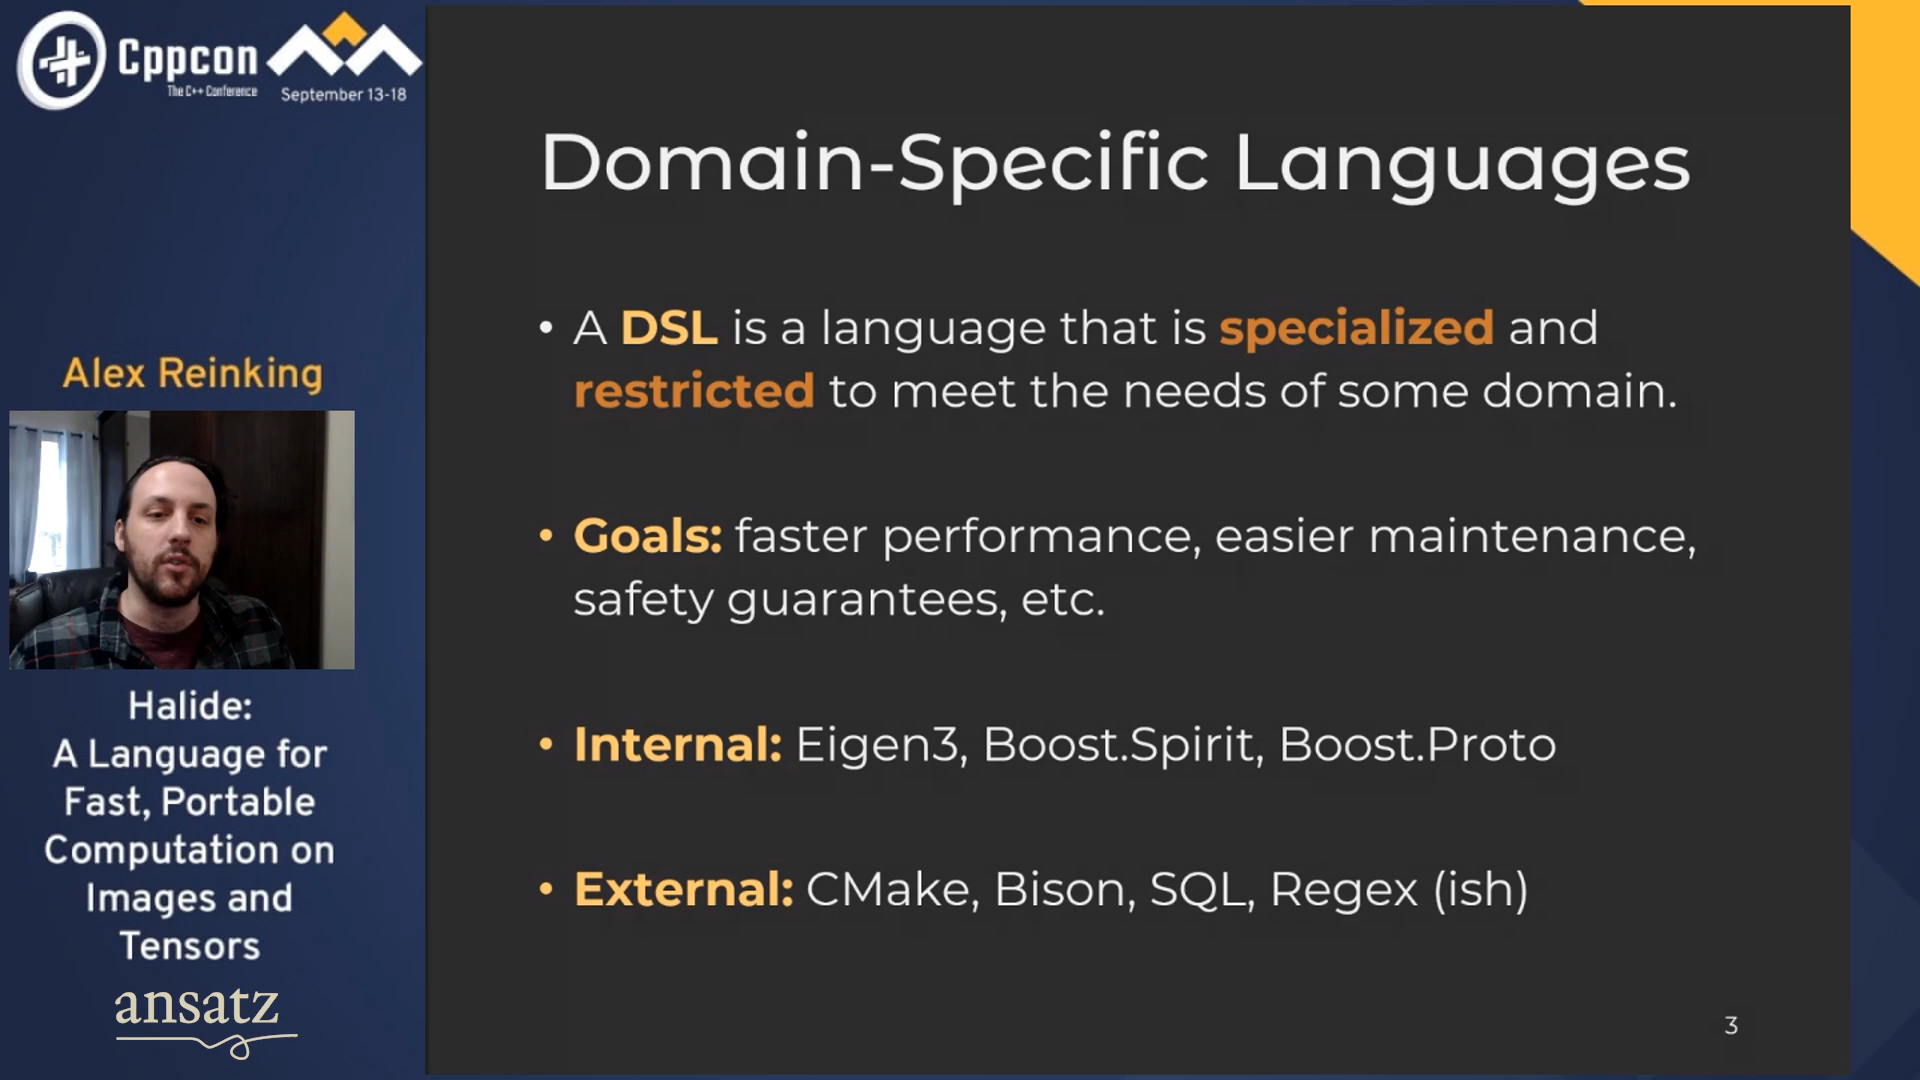 Cppcon
The C++ Conference
September 13-18
Alex Reinking
Halide:
A Language for
Fast, Portable
Computation on
Images and
Tensors
ansatz
Domain-Specific Languages
• A DSL is a language that is specialized and
restricted to meet the needs of some domain.
• Goals: faster performance, easier maintenance,
safety guarantees, etc.
• Internal: Eigen3, Boost.Spirit, Boost.Proto
• External: CMake, Bison, SQL, Regex (ish)
3